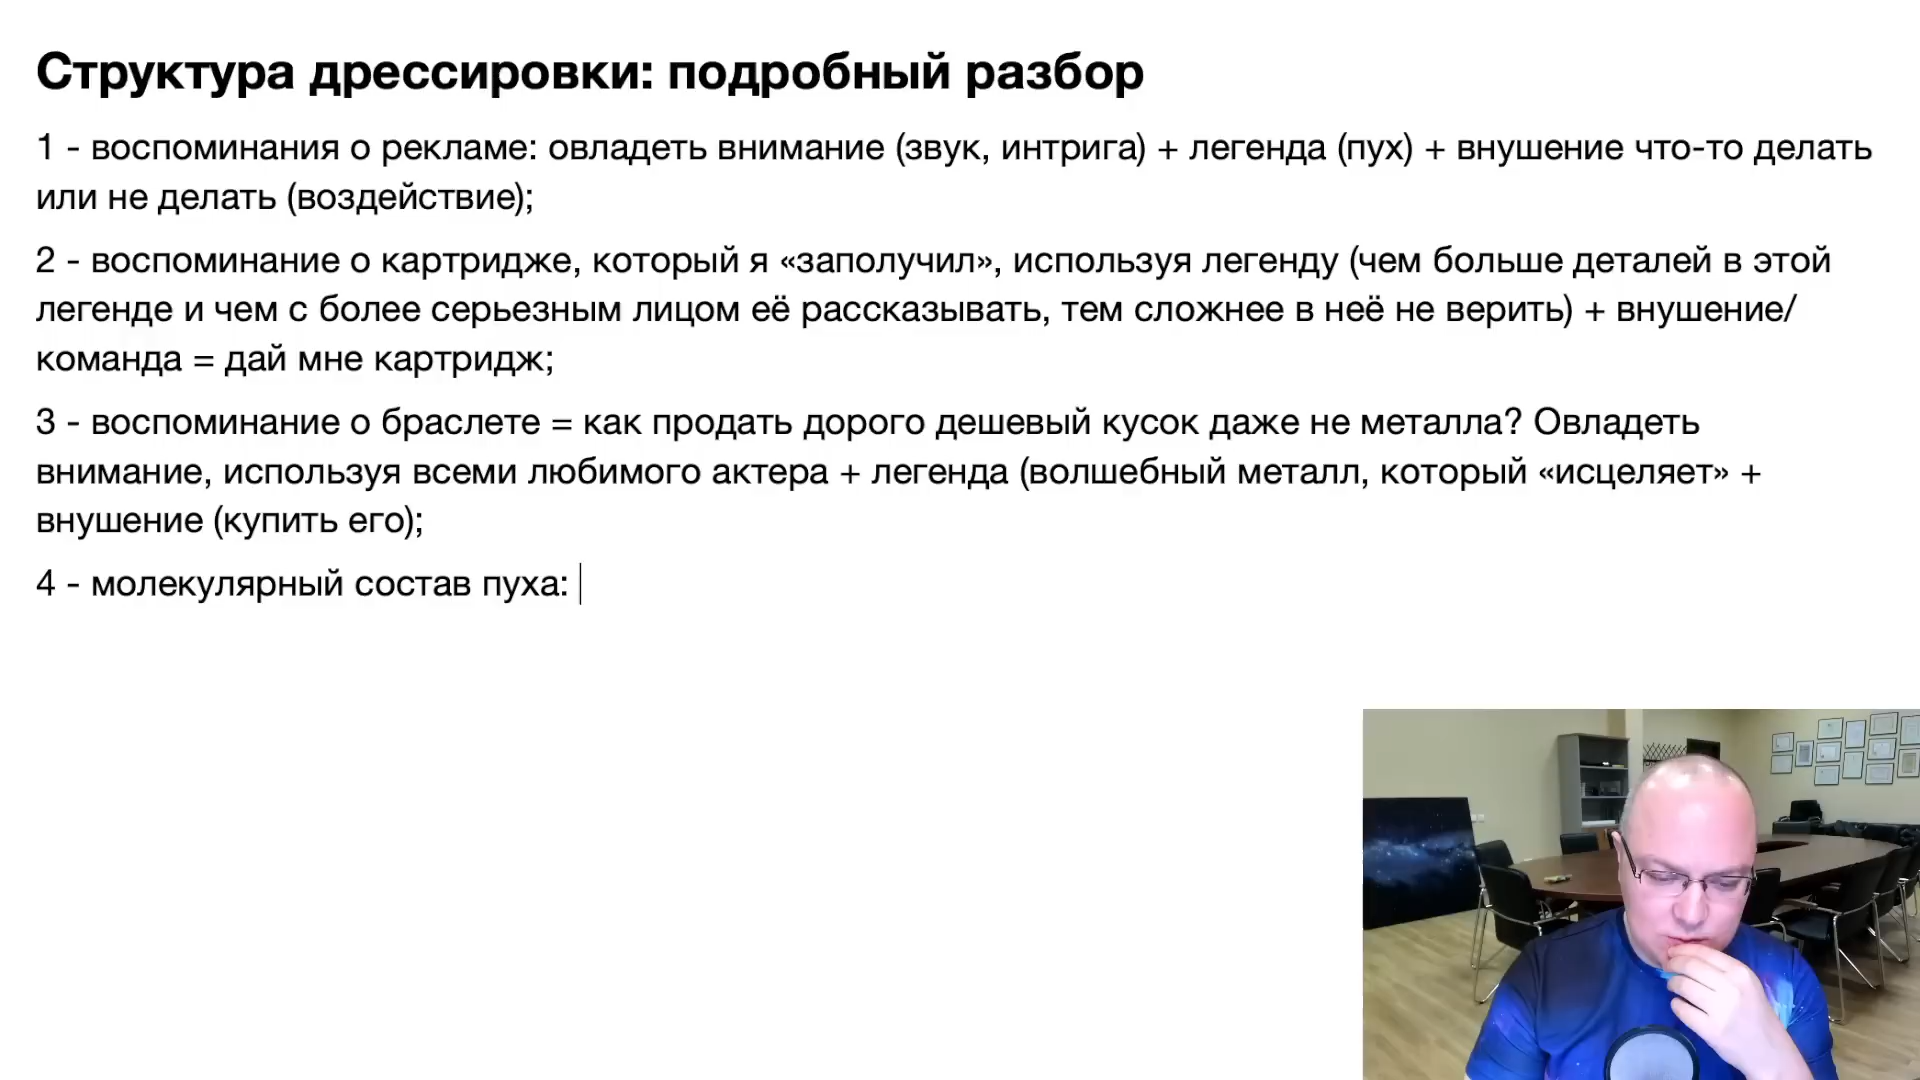 Структура дрессировки: подробный разбор
1 - воспоминания о рекламе: овладеть внимание (звук, интрига) + легенда (пух) + внушение что-то делать
или не делать (воздействие);
2 - воспоминание о картридже, который я «заполучил», используя легенду (чем больше деталей в этой
легенде и чем с более серьезным лицом её рассказывать, тем сложнее в неё не верить) + внушение/
команда = дай мне картридж;
3 - воспоминание о браслете = как продать дорого дешевый кусок даже не металла? Овладеть
внимание, используя всеми любимого актера + легенда (волшебный металл, который «исцеляет» +
внушение (купить его);
4 - молекулярный состав пуха: